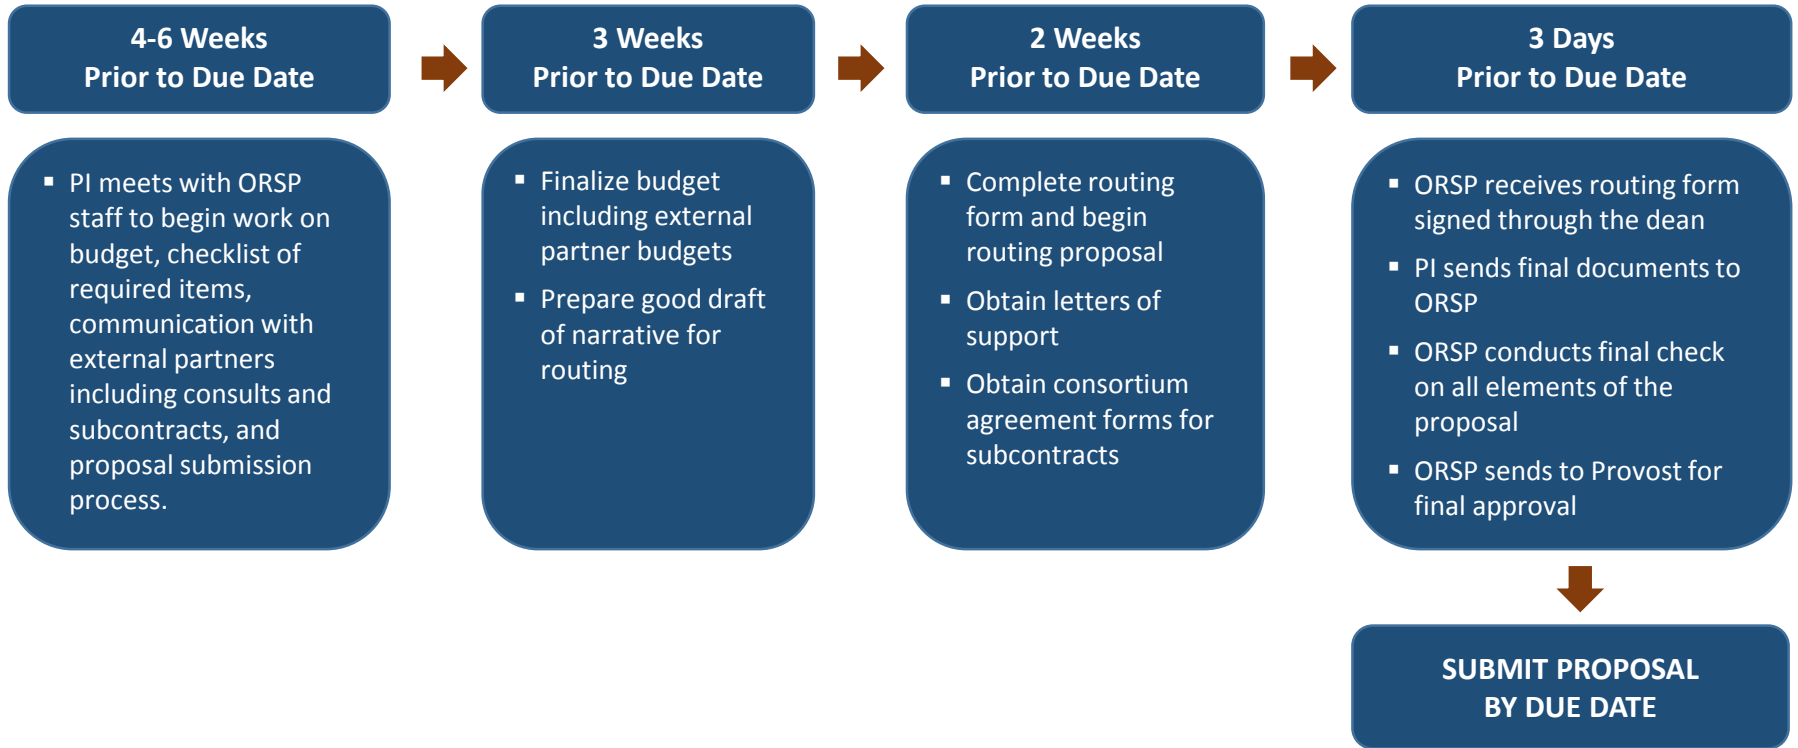 4-6 Weeks
Prior to Due Date
3 Weeks
Prior to Due Date
2 Weeks
Prior to Due Date
3 Days
Prior to Due Date
▪ PI meets with ORSP
staff to begin work on
budget, checklist of
required items,
communication with
external partners
including consults and
subcontracts, and
proposal submission
process.
▪ Finalize budget
including external
partner budgets
▪ Prepare good draft
of narrative for
routing
▪ Complete routing
form and begin
routing proposal
▪ Obtain letters of
support
▪ Obtain consortium
agreement forms for
subcontracts
▪ ORSP receives routing form
signed through the dean
▪ PI sends final documents to
ORSP
▪ ORSP conducts final check
on all elements of the
proposal
▪ ORSP sends to Provost for
final approval
SUBMIT PROPOSAL
BY DUE DATE